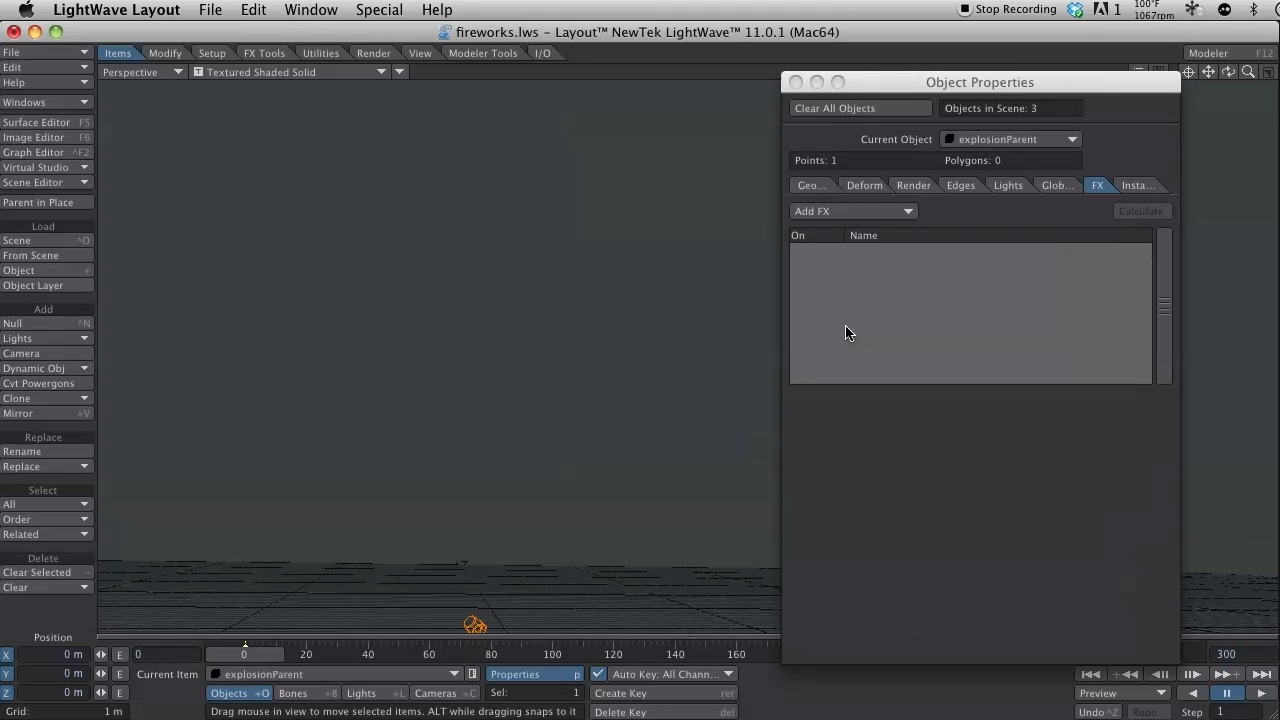 LightWave Layout File Edit Window Special Help Stop Recording 1 100°F 1067rpm
fireworks.lws – Layout™ NewTek LightWave™ 11.0.1 (Mac64)
File Items Modify Setup FX Tools Utilities Render View Modeler Tools I/O Modeler F12
Edit Perspective T Textured Shaded Solid
Help
Windows
Surface Editor F5
Image Editor F6
Graph Editor ^F2
Virtual Studio
Scene Editor
Parent in Place
Load
Scene ^O
From Scene
Object +
Object Layer
Add
Null ^N
Lights
Camera
Dynamic Obj
Cvt Powergons
Clone
Mirror +V
Replace
Rename
Replace
Select
All
Order
Related
Delete
Clear Selected -
Clear
Object Properties
Clear All Objects Objects in Scene: 3
Current Object explosionParent
Points: 1 Polygons: 0
Geo... Deform Render Edges Lights Glob... FX Insta...
Add FX Calculate
On Name
Position
X 0 m E 0 0 20 40 60 80 100 120 140 160 300
Y 0 m E Current Item explosionParent Properties p Auto Key: All Chann...
Z 0 m E Objects +O Bones +B Lights +L Cameras +C Sel: 1 Create Key ret Preview
Grid: 1 m Drag mouse in view to move selected items. ALT while dragging snaps to it Delete Key del Undo ^Z Redo Step 1